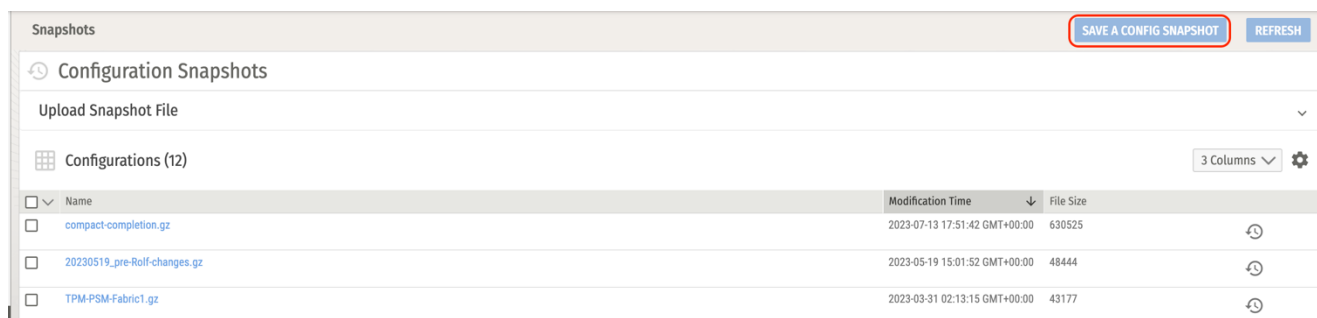 Snapshots
SAVE A CONFIG SNAPSHOT
REFRESH
Configuration Snapshots
Upload Snapshot File
Configurations (12)
3 Columns
Name
Modification Time
File Size
compact-completion.gz
2023-07-13 17:51:42 GMT+00:00
630525
20230519_pre-Rolf-changes.gz
2023-05-19 15:01:52 GMT+00:00
48444
TPM-PSM-Fabric1.gz
2023-03-31 02:13:15 GMT+00:00
43177